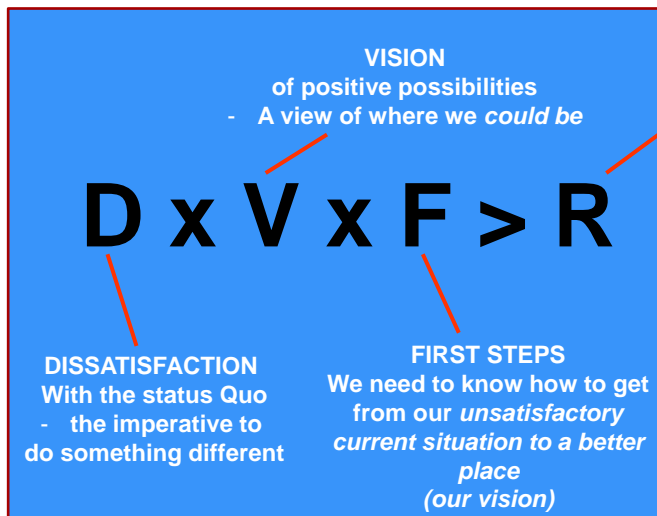 VISION
of positive possibilities
- A view of where we could be
D x V x F > R
DISSATISFACTION
With the status Quo
- the imperative to
do something different
FIRST STEPS
We need to know how to get
from our unsatisfactory
current situation to a better
place
(our vision)